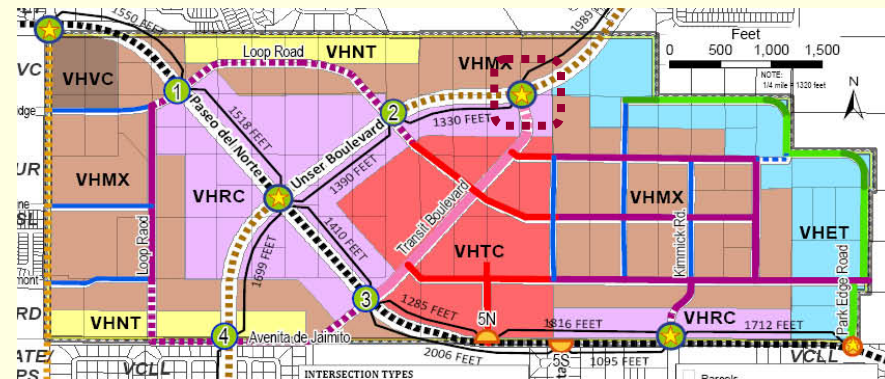 1550 FEET
1989
Feet
0 500 1,000 1,500
NOTE:
1/4 mile = 1320 feet
N
VC
VHVC
Loop Road
VHNT
VHMX
1
2
Paseo del Norte
1518 FEET
1330 FEET
Unser Boulevard
1390 FEET
UR
VHMX
VHRC
VHMX
Kimmick Rd.
VHET
Transit Boulevard
VHTC
Loop Raod
1410 FEET
1699 FEET
Park Edge Road
RD
VHNT
3
4
Avenita de Jaimito
1285 FEET
5N
2006 FEET
1816 FEET
5S
1095 FEET
VHRC
1712 FEET
VCLL
VCLL
INTERSECTION TYPES
Parcels